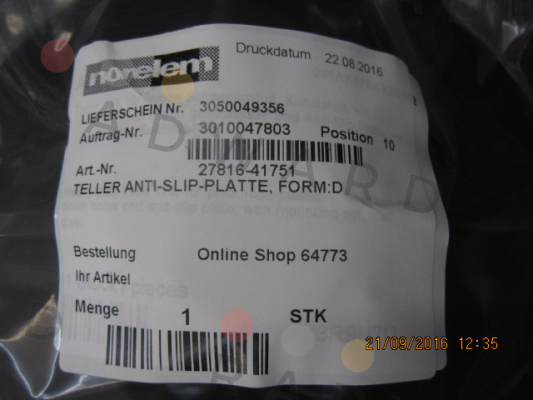 norelem
Druckdatum 22.08.2016
LIEFERSCHEIN Nr. 3050049356
Auftrag-Nr. 3010047803 Position 10
Art.-Nr. 27816-41751
TELLER ANTI-SLIP-PLATTE, FORM:D
Bestellung Online Shop 64773
Ihr Artikel
Menge 1 STK
21/09/2016 12:35